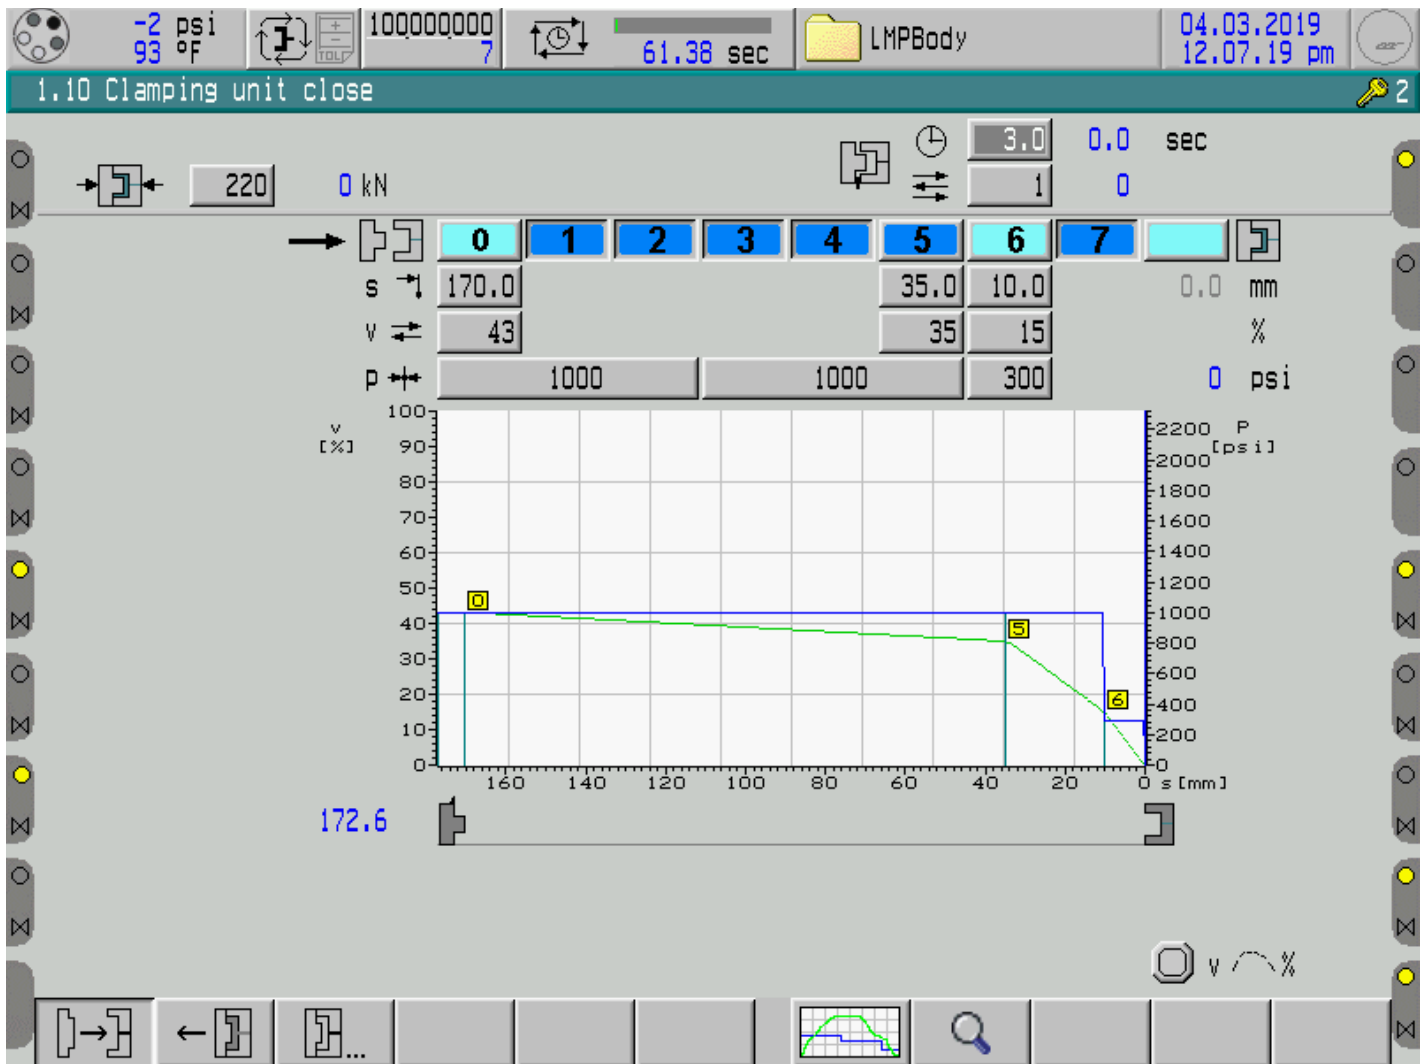 -2 psi
93 °F
TOLP
100000000
7
61.38 sec
LMPBody
04.03.2019
12.07.19 pm
1.10 Clamping unit close
2
3.0 0.0 sec
220 0 kN
1 0
0 1 2 3 4 5 6 7
s 170.0 35.0 10.0 0.0 mm
v 43 35 15 %
p 1000 1000 300 0 psi
v
[%]
100
90
80
70
60
50
40
30
20
10
0
P
[psi]
2200
2000
1800
1600
1400
1200
1000
800
600
400
200
0
0
5
6
160 140 120 100 80 60 40 20 0 s[mm]
172.6
v %
...